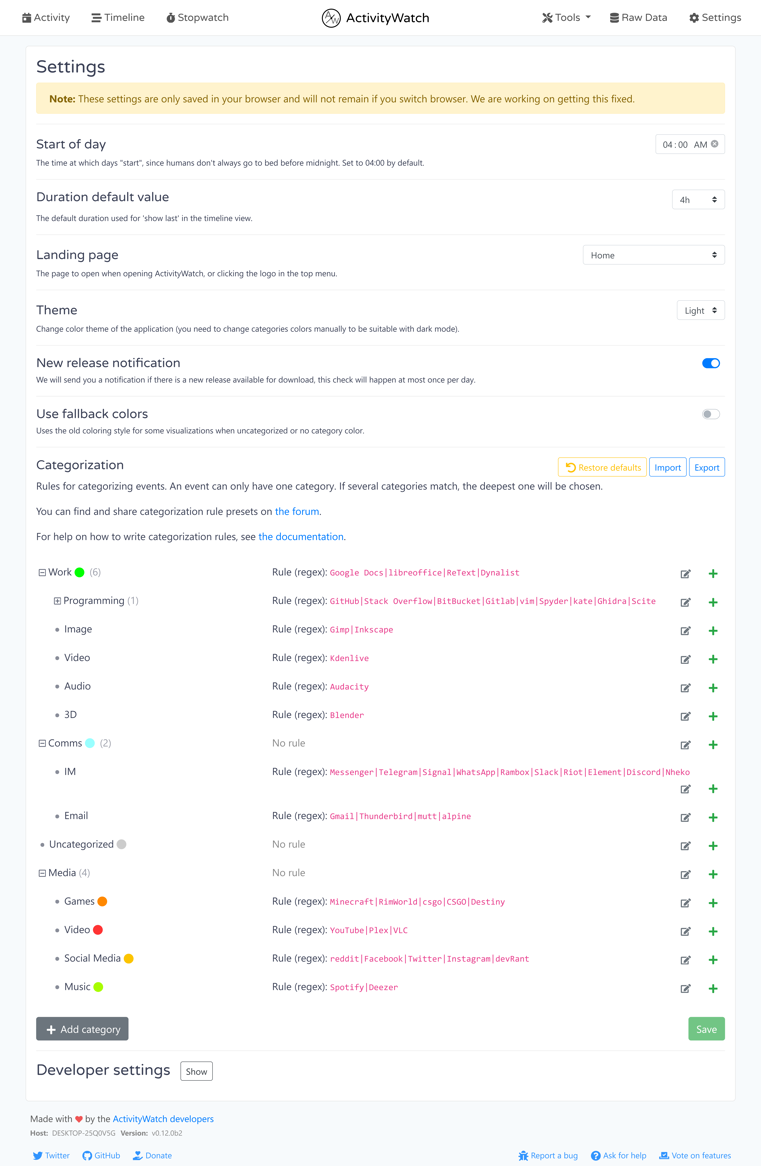 Activity Timeline Stopwatch ActivityWatch Tools Raw Data Settings
Settings
Note: These settings are only saved in your browser and will not remain if you switch browser. We are working on getting this fixed.
Start of day
04:00 AM
The time at which days "start", since humans don't always go to bed before midnight. Set to 04:00 by default.
Duration default value
4h
The default duration used for 'show last' in the timeline view.
Landing page
Home
The page to open when opening ActivityWatch, or clicking the logo in the top menu.
Theme
Light
Change color theme of the application (you need to change categories colors manually to be suitable with dark mode).
New release notification
We will send you a notification if there is a new release available for download, this check will happen at most once per day.
Use fallback colors
Uses the old coloring style for some visualizations when uncategorized or no category color.
Categorization
Restore defaults Import Export
Rules for categorizing events. An event can only have one category. If several categories match, the deepest one will be chosen.
You can find and share categorization rule presets on the forum.
For help on how to write categorization rules, see the documentation.
Work (6) Rule (regex): Google Docs|libreoffice|ReText|Dynalist
Programming (1) Rule (regex): GitHub|Stack Overflow|BitBucket|Gitlab|vim|Spyder|kate|Ghidra|Scite
Image Rule (regex): Gimp|Inkscape
Video Rule (regex): Kdenlive
Audio Rule (regex): Audacity
3D Rule (regex): Blender
Comms (2) No rule
IM Rule (regex): Messenger|Telegram|Signal|WhatsApp|Rambox|Slack|Riot|Element|Discord|Nheko
Email Rule (regex): Gmail|Thunderbird|mutt|alpine
Uncategorized No rule
Media (4) No rule
Games Rule (regex): Minecraft|RimWorld|csgo|CSGO|Destiny
Video Rule (regex): YouTube|Plex|VLC
Social Media Rule (regex): reddit|Facebook|Twitter|Instagram|devRant
Music Rule (regex): Spotify|Deezer
Add category Save
Developer settings Show
Made with by the ActivityWatch developers
Host: DESKTOP-2SQ0V5G Version: v0.12.0b2
Twitter GitHub Donate Report a bug Ask for help Vote on features